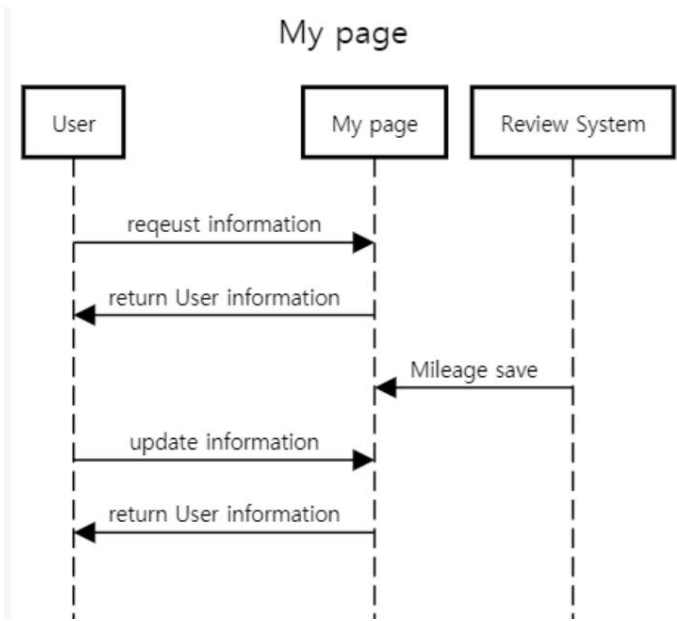 My page
User
My page
Review System
reqeust information
return User information
Mileage save
update information
return User information